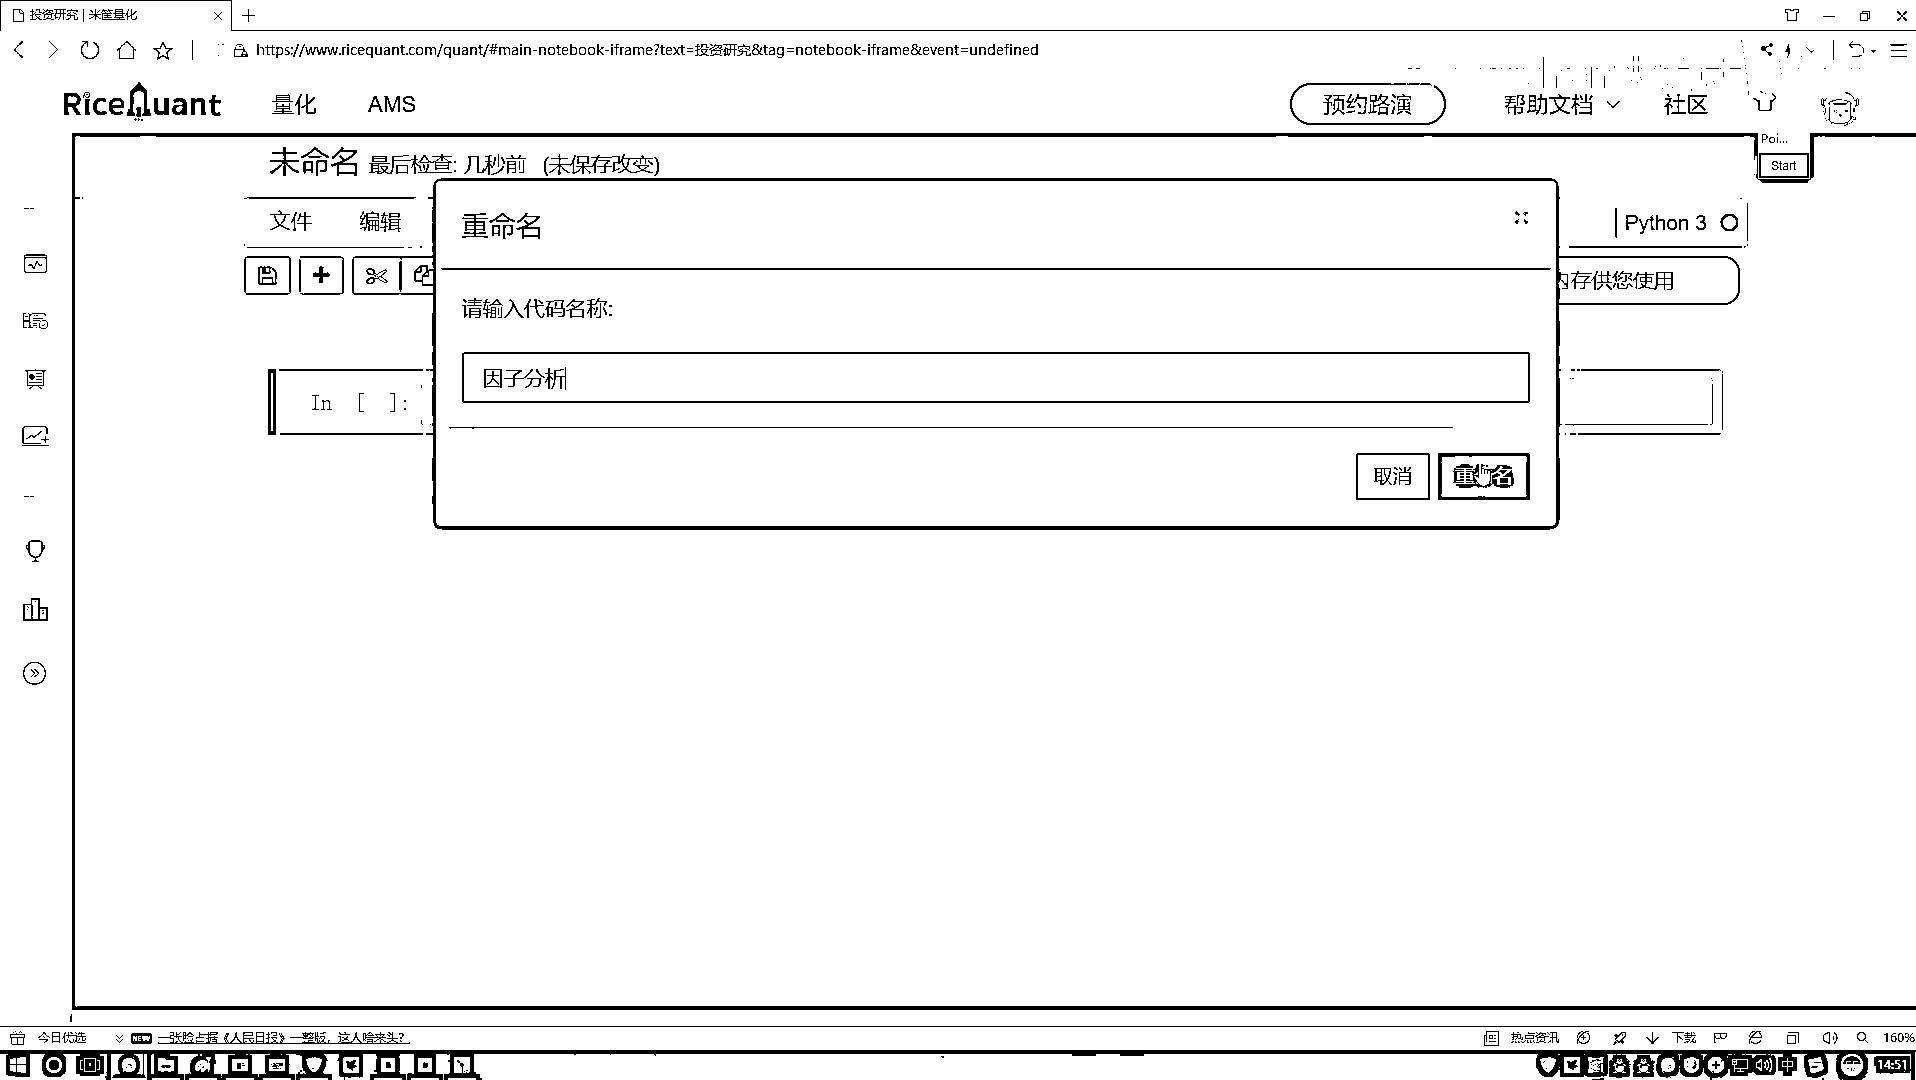 投资研究 | 米筐量化
https://www.ricequant.com/quant/#main-notebook-iframe?text=投资研究&tag=notebook-iframe&event=undefined
RiceQuant 量化 AMS 预约路演 帮助文档 社区
Poi...
Start
未命名 最后检查: 几秒前 (未保存改变)
文件 编辑 Python 3
重命名
内存供您使用
请输入代码名称:
因子分析
In [ ]:
取消 重命名
今日优选 NEW 一张脸占据《人民日报》一整版，这人啥来头? 热点资讯 下载 160%
中 14:51